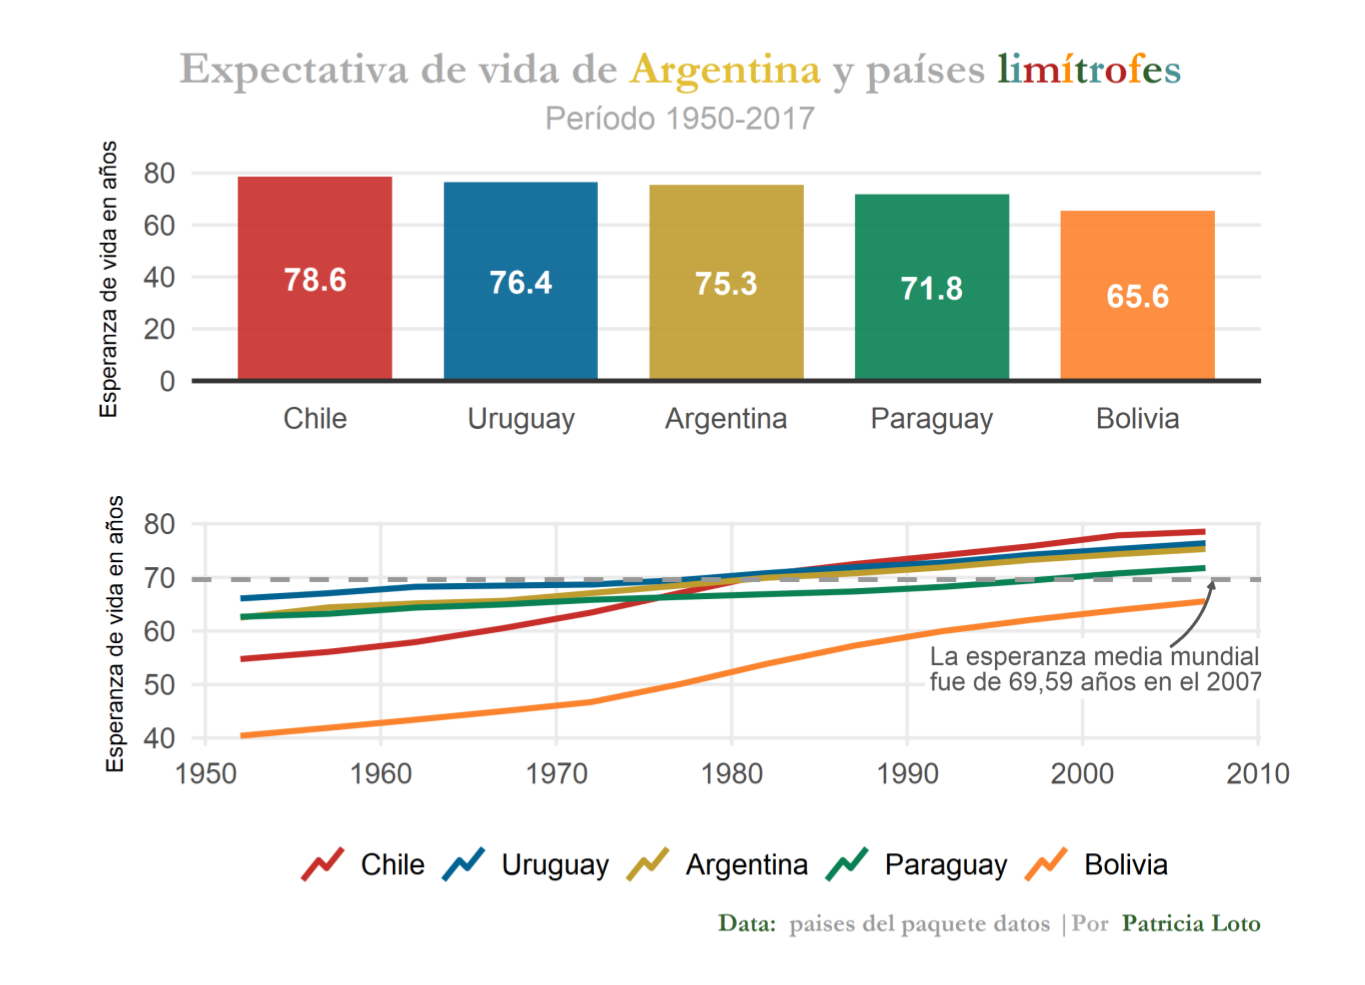 Expectativa de vida de Argentina y países limítrofes
Período 1950-2017
Esperanza de vida en años
80
60
40
20
0
78.6
76.4
75.3
71.8
65.6
Chile
Uruguay
Argentina
Paraguay
Bolivia
Esperanza de vida en años
80
70
60
50
40
La esperanza media mundial
fue de 69,59 años en el 2007
1950
1960
1970
1980
1990
2000
2010
Chile
Uruguay
Argentina
Paraguay
Bolivia
Data: paises del paquete datos |Por Patricia Loto